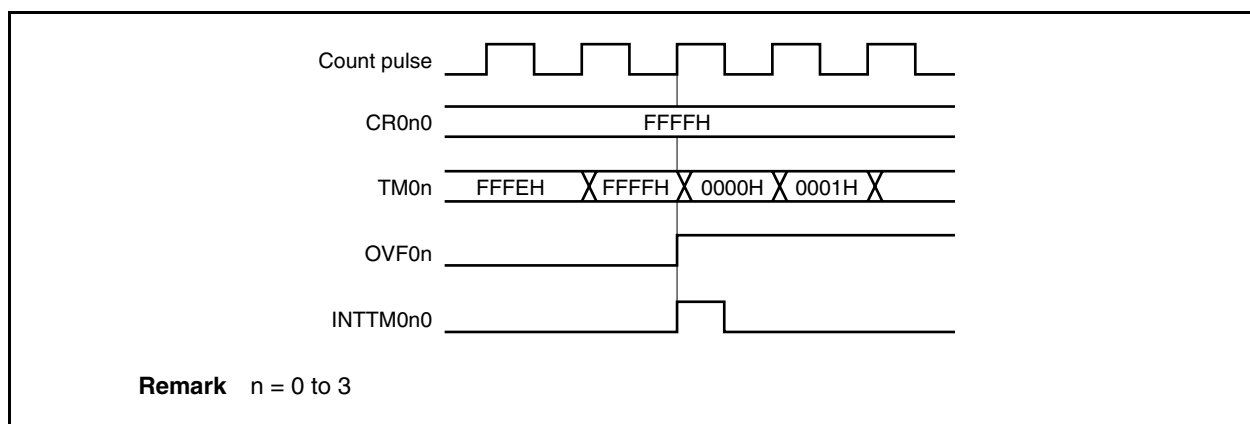 Count pulse
CR0n0 FFFFH
TM0n FFFEH FFFFH 0000H 0001H
OVF0n
INTTM0n0
Remark n = 0 to 3